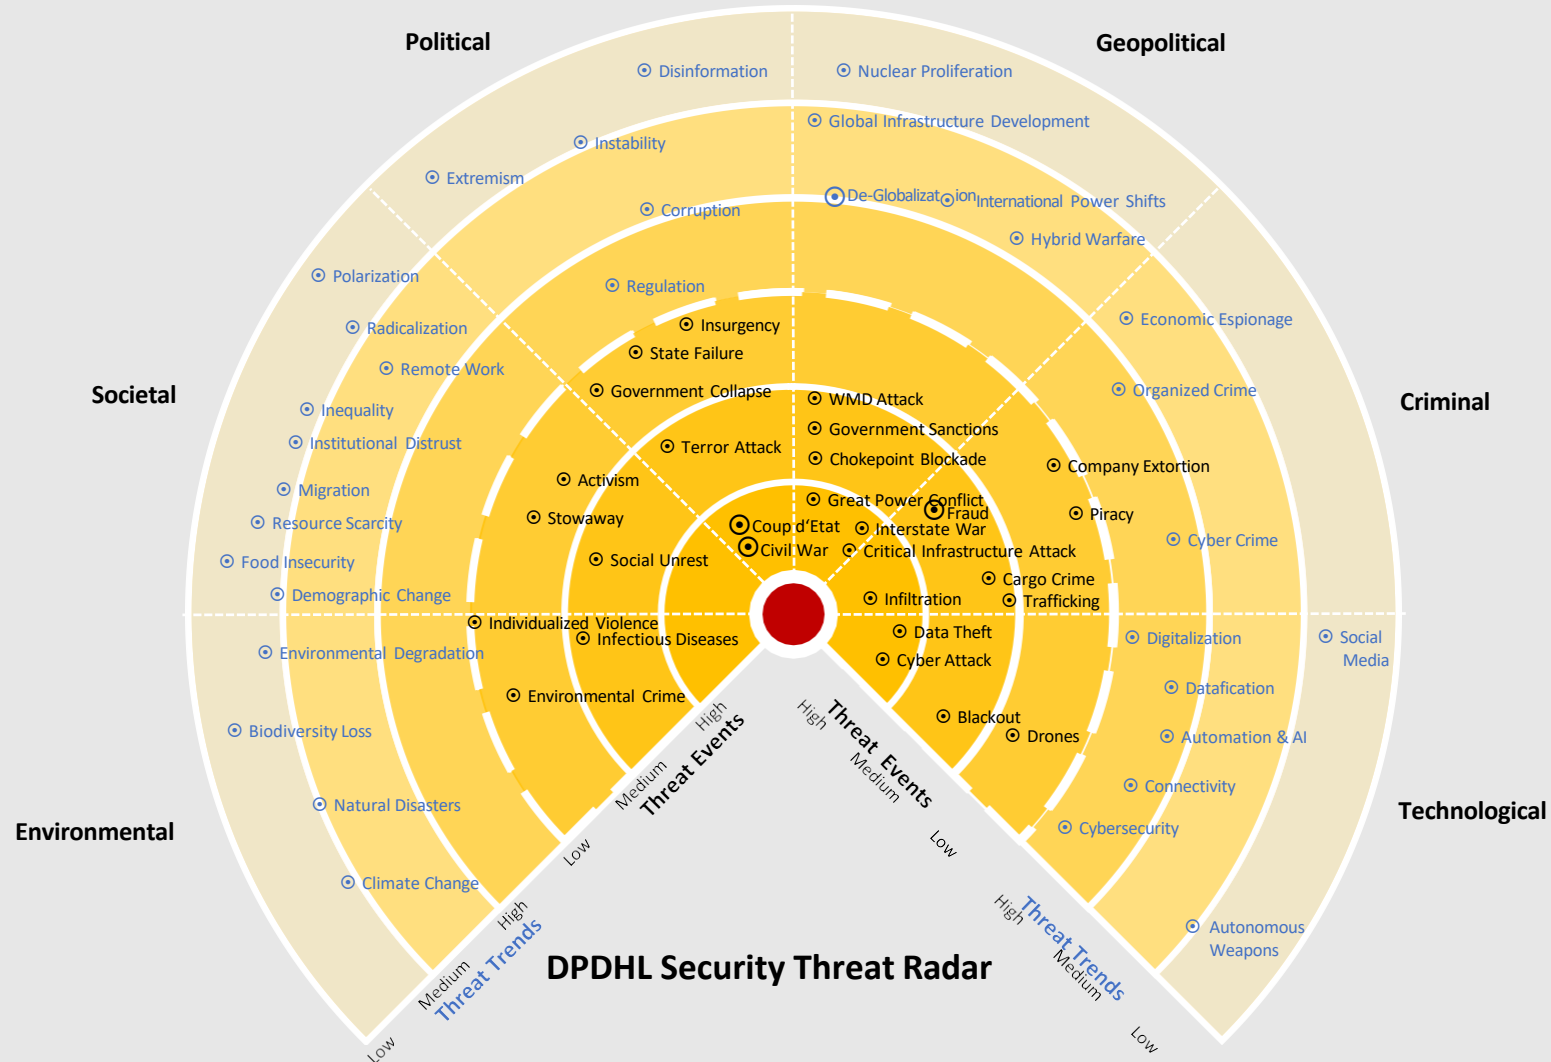 Political
Geopolitical
Disinformation
Nuclear Proliferation
Global Infrastructure Development
Instability
Extremism
De-Globalization
International Power Shifts
Corruption
Hybrid Warfare
Polarization
Regulation
Economic Espionage
Radicalization
Insurgency
State Failure
Remote Work
Government Collapse
Organized Crime
Societal
WMD Attack
Criminal
Inequality
Government Sanctions
Institutional Distrust
Terror Attack
Chokepoint Blockade
Company Extortion
Activism
Migration
Great Power Conflict
Fraud
Piracy
Stowaway
Resource Scarcity
Coup d‘Etat
Interstate War
Cyber Crime
Civil War
Critical Infrastructure Attack
Social Unrest
Food Insecurity
Cargo Crime
Demographic Change
Infiltration
Trafficking
Individualized Violence
Data Theft
Infectious Diseases
Digitalization
Social
Media
Environmental Degradation
Cyber Attack
Environmental Crime
Datafication
High
High
Blackout
Biodiversity Loss
Drones
Automation & AI
Threat Events
Threat Events
Medium
Medium
Connectivity
Natural Disasters
Technological
Environmental
Cybersecurity
Low
Low
Climate Change
High
High
Autonomous
Weapons
Threat Trends
Threat Trends
DPDHL Security Threat Radar
Medium
Medium
Low
Low